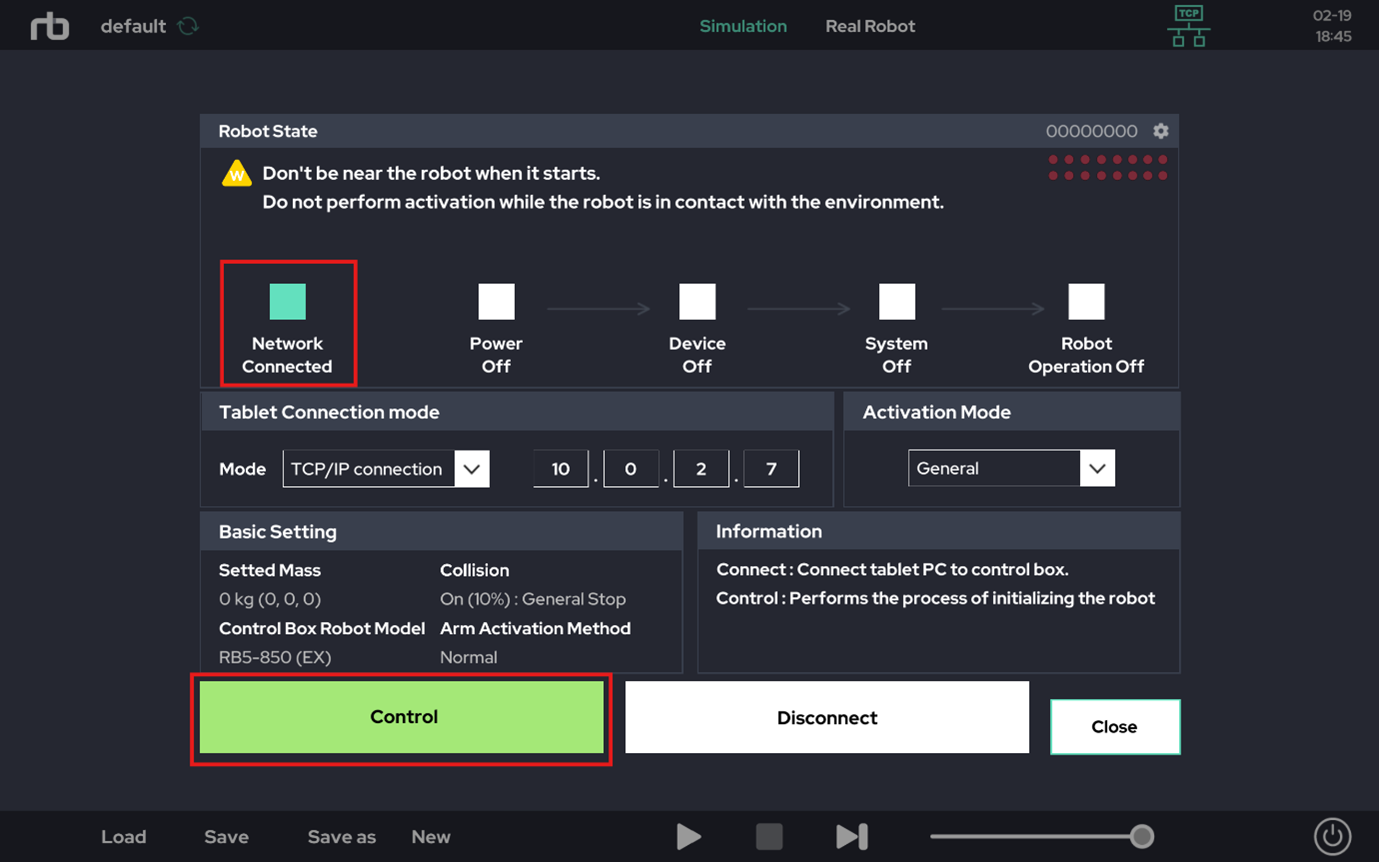 rb default Simulation Real Robot TCP 02-19
18:45
Robot State 00000000
W Don't be near the robot when it starts.
Do not perform activation while the robot is in contact with the environment.
Network Power Device System Robot
Connected Off Off Off Operation Off
Tablet Connection mode
Mode TCP/IP connection 10 . 0 . 2 . 7
Activation Mode
General
Basic Setting
Setted Mass Collision
0 kg (0, 0, 0) On (10%) : General Stop
Control Box Robot Model Arm Activation Method
RB5-850 (EX) Normal
Information
Connect : Connect tablet PC to control box.
Control : Performs the process of initializing the robot
Control Disconnect Close
Load Save Save as New